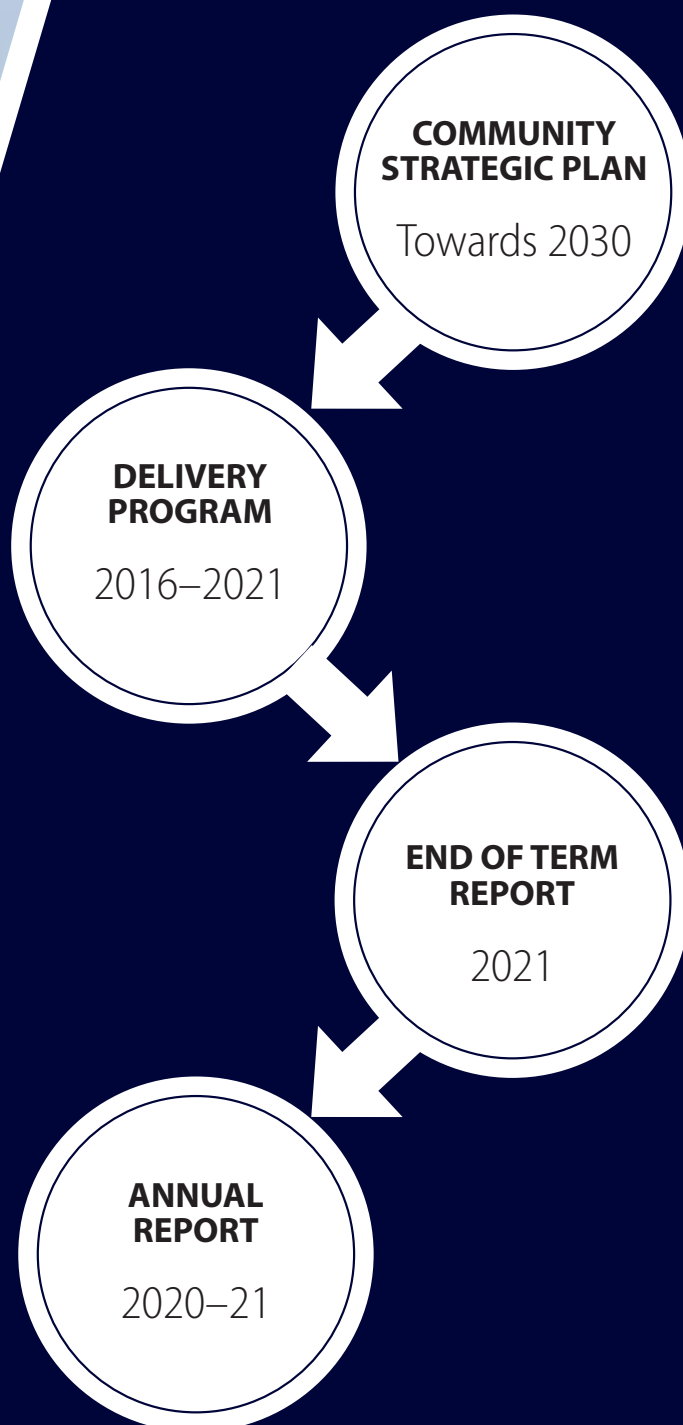 COMMUNITY
STRATEGIC PLAN
Towards 2030
DELIVERY
PROGRAM
2016–2021
END OF TERM
REPORT
2021
ANNUAL
REPORT
2020–21